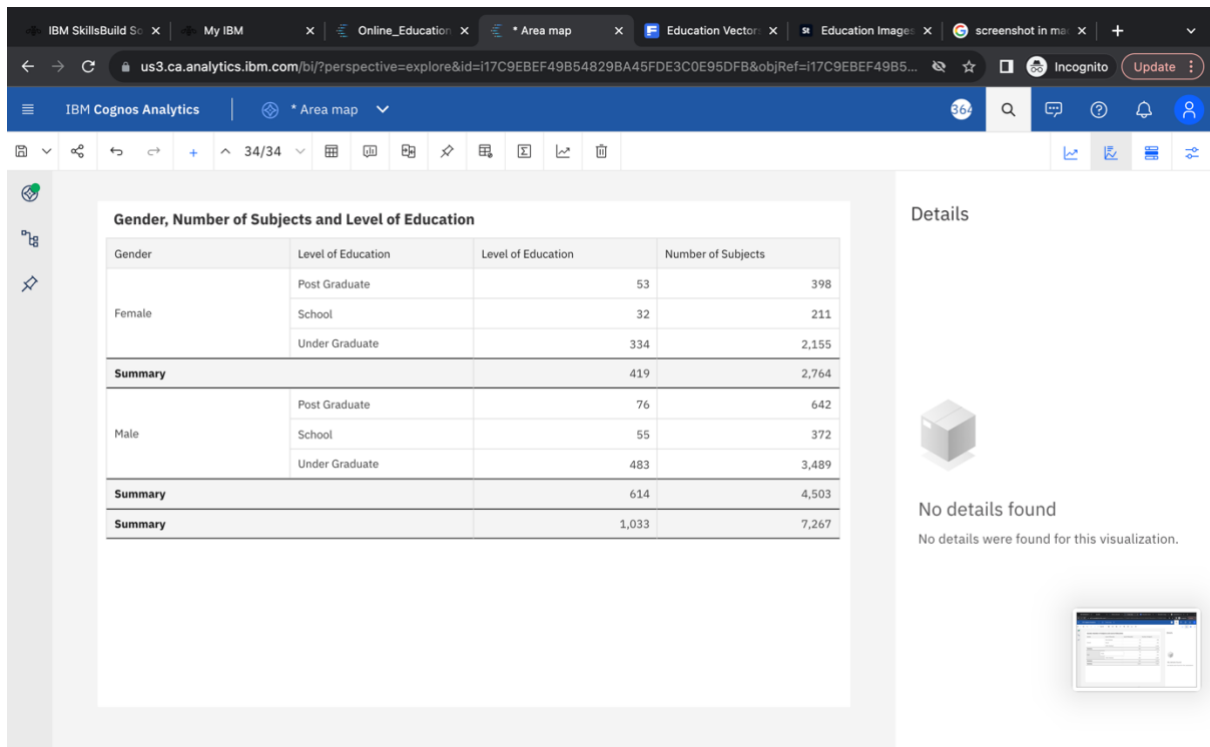 IBM SkillsBuild So
My IBM
Online_Education
* Area map
Education Vector
Education Images
screenshot in mac
us3.ca.analytics.ibm.com/bi/?perspective=explore&id=i17C9EBEF49B54829BA45FDE3C0E95DFB&objRef=i17C9EBEF49B5...
Incognito
Update
IBM Cognos Analytics
* Area map
364
34/34
Gender, Number of Subjects and Level of Education
Gender Level of Education Level of Education Number of Subjects
Female
Post Graduate 53 398
School 32 211
Under Graduate 334 2,155
Summary 419 2,764
Male
Post Graduate 76 642
School 55 372
Under Graduate 483 3,489
Summary 614 4,503
Summary 1,033 7,267
Details
No details found
No details were found for this visualization.